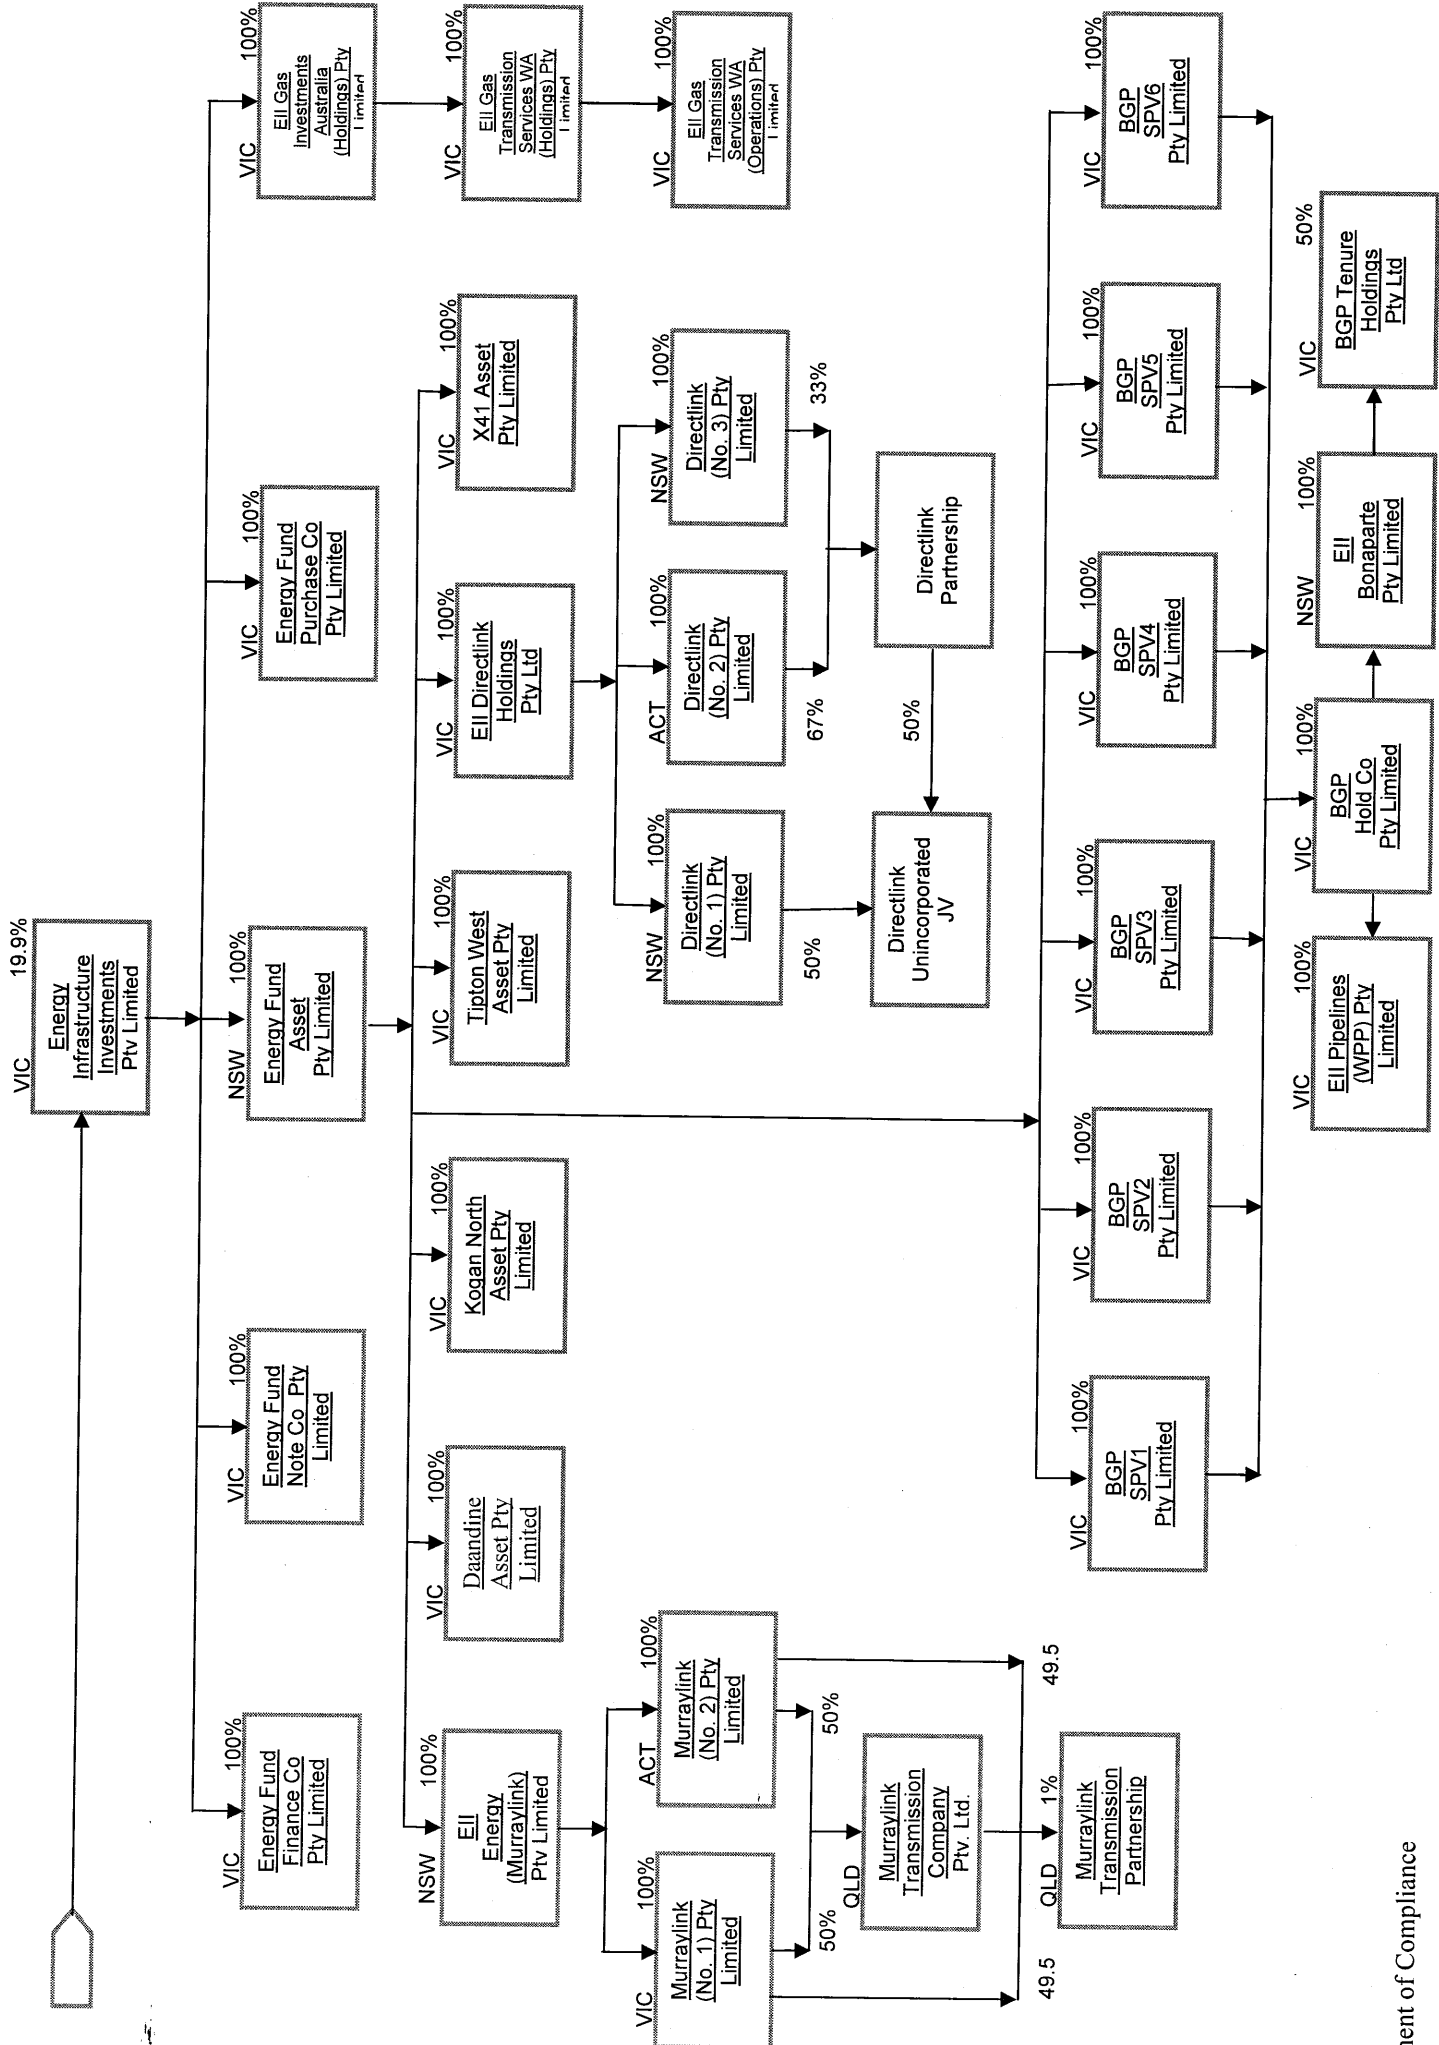 VIC 19.9%
Energy
Infrastructure
Investments
Ptv Limited
VIC 100%
Energy Fund
Finance Co
Pty Limited
VIC 100%
Energy Fund
Note Co Pty
Limited
NSW 100%
Energy Fund
Asset
Pty Limited
VIC 100%
Energy Fund
Purchase Co
Pty Limited
VIC 100%
EII Gas
Investments
Australia
(Holdings) Pty
Limited
NSW 100%
EII
Energy
(Murraylink)
Ptv Limited
VIC 100%
Daandine
Asset Pty
Limited
VIC 100%
Kogan North
Asset Pty
Limited
VIC 100%
Tipton West
Asset Pty
Limited
VIC 100%
EII Directlink
Holdings
Pty Ltd
VIC 100%
X41 Asset
Pty Limited
VIC 100%
EII Gas
Transmission
Services WA
(Holdings) Pty
Limited
VIC 100%
Murraylink
(No. 1) Pty
Limited
ACT 100%
Murraylink
(No. 2) Pty
Limited
NSW 100%
Directlink
(No. 1) Pty
Limited
ACT 100%
Directlink
(No. 2) Pty
Limited
NSW 100%
Directlink
(No. 3) Pty
Limited
VIC 100%
EII Gas
Transmission
Services WA
(Operations) Pty
Limited
50% 50%
50% 67% 33%
QLD
Murraylink
Transmission
Company
Ptv. Ltd.
Directlink
Unincorporated
JV
50%
Directlink
Partnership
49.5 49.5
QLD 1%
Murraylink
Transmission
Partnership
VIC 100%
BGP
SPV1
Pty Limited
VIC 100%
BGP
SPV2
Pty Limited
VIC 100%
BGP
SPV3
Pty Limited
VIC 100%
BGP
SPV4
Pty Limited
VIC 100%
BGP
SPV5
Pty Limited
VIC 100%
BGP
SPV6
Pty Limited
VIC 100%
EII Pipelines
(WPP) Pty
Limited
VIC 100%
BGP
Hold Co
Pty Limited
NSW 100%
EII
Bonaparte
Pty Limited
VIC 50%
BGP Tenure
Holdings
Pty Ltd
ent of Compliance